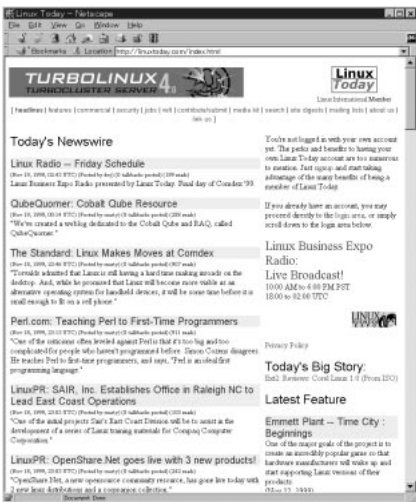 Linux Today - Netscape
File Edit View Go Window Help
Bookmarks Location http://linuxtoday.com/index.html
TURBOLINUX 4.0
TURBOCLUSTER SERVER
Linux
Today
Linux International Member
[ headlines | features | commercial | security | jobs | | contribute/submit | media kit | search | site digests | mailing lists | about us |
link us ]
Today's Newswire
Linux Radio -- Friday Schedule
Linux Business Expo Radio presented by Linux Today. Final day of Comdex '99.
QubeQuorner: Cobalt Qube Resource
"We've created a weblog dedicated to the Cobalt Qube and RAQ, called
QubeQuorner."
The Standard: Linux Makes Moves at Comdex
"Torvalds admitted that Linux is still having a hard time making inroads on the
desktop. And, while he promised that Linux will become more visible as an
alternative operating system for handheld devices, it will be some time before it is
small enough to fit on a cell phone."
Perl.com: Teaching Perl to First-Time Programmers
"One of the criticisms often leveled against Perl is that it's too big and too
complicated for people who haven't programmed before. Simon Cozens disagrees.
He teaches Perl to first-time programmers, and says, "Perl is an ideal first
programming language."
LinuxPR: SAIR, Inc. Establishes Office in Raleigh NC to
Lead East Coast Operations
"One of the initial projects Sair's East Coast Division will be to assist in the
development of a series of Linux training materials for Compaq Computer
Corporation."
LinuxPR: OpenShare.Net goes live with 3 new products!
"OpenShare.Net, a new opensource community resource, has gone live today with
2 new linux distributions and a companion collection."
You're not logged in with your own account
yet. The perks and benefits to having your
own Linux Today account are too numerous
to mention. Just signup and start taking
advantage of the many benefits of being a
member of Linux Today.
If you already have an account, you may
proceed directly to the login area, or simply
scroll down to the login area below.
Linux Business Expo
Radio:
Live Broadcast!
10:00 AM to 6:00 PM PST
18:00 to 02:00 UTC
LINUX
Privacy Policy
Today's Big Story:
Ext2: Reviewer Corel Linux 1.0 (From ISO)
Latest Feature
Emmett Plant -- Time City :
Beginnings
One of the major goals of the project is to
create an incredibly popular game so that
hardware manufacturers will wake up and
start supporting Linux versions of their
products.
Document: Done